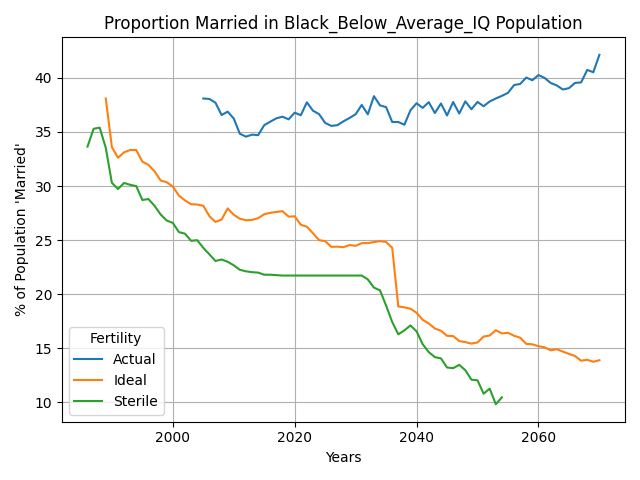 Proportion Married in Black_Below_Average_IQ Population
% of Population 'Married'
40
35
30
25
20
15
10
Fertility
Actual
Ideal
Sterile
2000 2020 2040 2060
Years